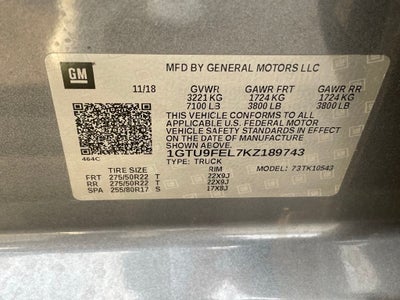 GM
MFD BY GENERAL MOTORS LLC
11/18 GVWR GAWR FRT GAWR RR
3221 KG 1724 KG 1724 KG
7100 LB 3800 LB 3800 LB
THIS VEHICLE CONFORMS TO ALL APPLICABLE
U.S. FEDERAL MOTOR
VEHICLE SAFETY STANDARDS IN EFFECT
ON THE DATE OF MANUFACTURE
SHOWN ABOVE.
1GTU9FEL7KZ189743
464C
TYPE: TRUCK
RIM MODEL: 73TK10543
FRT 275/50R22 T 22X9J
RR 275/50R22 T 22X9J
SPA 255/80R17 S 17X8J